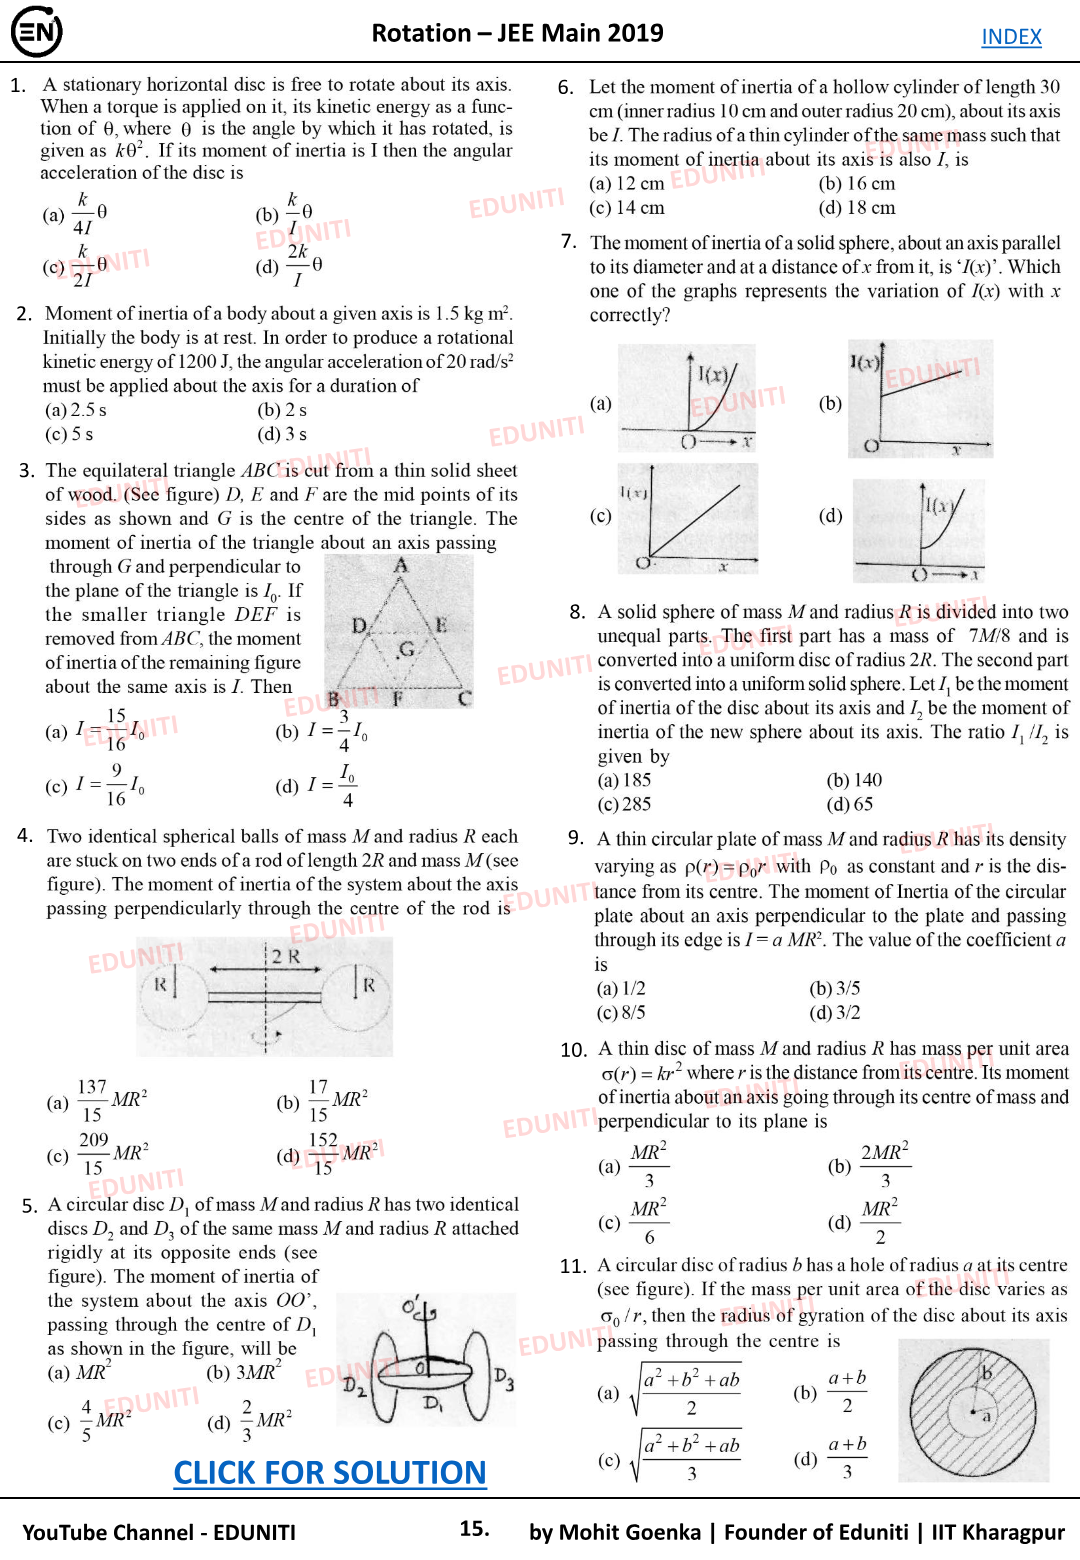 EN
Rotation – JEE Main 2019
INDEX
1. A stationary horizontal disc is free to rotate about its axis.
When a torque is applied on it, its kinetic energy as a func-
tion of θ, where θ is the angle by which it has rotated, is
given as kθ². If its moment of inertia is I then the angular
acceleration of the disc is
(a) k/4I θ (b) k/I θ
(c) k/2I θ (d) 2k/I θ
2. Moment of inertia of a body about a given axis is 1.5 kg m².
Initially the body is at rest. In order to produce a rotational
kinetic energy of 1200 J, the angular acceleration of 20 rad/s²
must be applied about the axis for a duration of
(a) 2.5 s (b) 2 s
(c) 5 s (d) 3 s
3. The equilateral triangle ABC is cut from a thin solid sheet
of wood. (See figure) D, E and F are the mid points of its
sides as shown and G is the centre of the triangle. The
moment of inertia of the triangle about an axis passing
through G and perpendicular to
the plane of the triangle is I₀. If
the smaller triangle DEF is
removed from ABC, the moment
of inertia of the remaining figure
about the same axis is I. Then
A
D E
G
B F C
(a) I = 15/16 I₀ (b) I = 3/4 I₀
(c) I = 9/16 I₀ (d) I = I₀/4
4. Two identical spherical balls of mass M and radius R each
are stuck on two ends of a rod of length 2R and mass M (see
figure). The moment of inertia of the system about the axis
passing perpendicularly through the centre of the rod is
2 R
R R
(a) 137/15 MR² (b) 17/15 MR²
(c) 209/15 MR² (d) 152/15 MR²
5. A circular disc D₁ of mass M and radius R has two identical
discs D₂ and D₃ of the same mass M and radius R attached
rigidly at its opposite ends (see
figure). The moment of inertia of
the system about the axis OO’,
passing through the centre of D₁
as shown in the figure, will be
(a) MR² (b) 3MR²
(c) 4/5 MR² (d) 2/3 MR²
O'
O
D₂ D₁ D₃
CLICK FOR SOLUTION
6. Let the moment of inertia of a hollow cylinder of length 30
cm (inner radius 10 cm and outer radius 20 cm), about its axis
be I. The radius of a thin cylinder of the same mass such that
its moment of inertia about its axis is also I, is
(a) 12 cm (b) 16 cm
(c) 14 cm (d) 18 cm
7. The moment of inertia of a solid sphere, about an axis parallel
to its diameter and at a distance of x from it, is ‘I(x)’. Which
one of the graphs represents the variation of I(x) with x
correctly?
(a) I(x) O x (b) I(x) O x
(c) I(x) O x (d) I(x) O x
8. A solid sphere of mass M and radius R is divided into two
unequal parts. The first part has a mass of 7M/8 and is
converted into a uniform disc of radius 2R. The second part
is converted into a uniform solid sphere. Let I₁ be the moment
of inertia of the disc about its axis and I₂ be the moment of
inertia of the new sphere about its axis. The ratio I₁/I₂ is
given by
(a) 185 (b) 140
(c) 285 (d) 65
9. A thin circular plate of mass M and radius R has its density
varying as ρ(r) = ρ₀r with ρ₀ as constant and r is the dis-
tance from its centre. The moment of Inertia of the circular
plate about an axis perpendicular to the plate and passing
through its edge is I = a MR². The value of the coefficient a
is
(a) 1/2 (b) 3/5
(c) 8/5 (d) 3/2
10. A thin disc of mass M and radius R has mass per unit area
σ(r) = kr² where r is the distance from its centre. Its moment
of inertia about an axis going through its centre of mass and
perpendicular to its plane is
(a) MR²/3 (b) 2MR²/3
(c) MR²/6 (d) MR²/2
11. A circular disc of radius b has a hole of radius a at its centre
(see figure). If the mass per unit area of the disc varies as
σ₀/r, then the radius of gyration of the disc about its axis
passing through the centre is
(a) √((a²+b²+ab)/2) (b) (a+b)/2
(c) √((a²+b²+ab)/3) (d) (a+b)/3
b
a
YouTube Channel - EDUNITI
15.
by Mohit Goenka | Founder of Eduniti | IIT Kharagpur